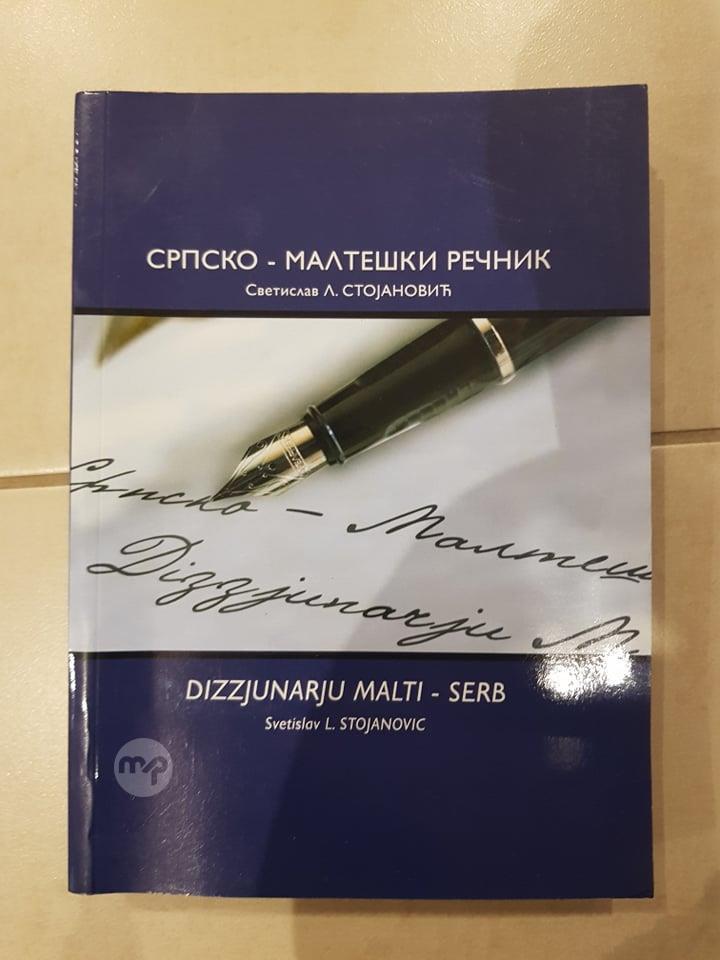 СРПСКО - МАЛТЕШКИ РЕЧНИК
Светислав Л. СТОЈАНОВИЋ
Српско - Малтеш
Dizzjunarju M
DIZZJUNARJU MALTI - SERB
Svetislav L. STOJANOVIC
mp